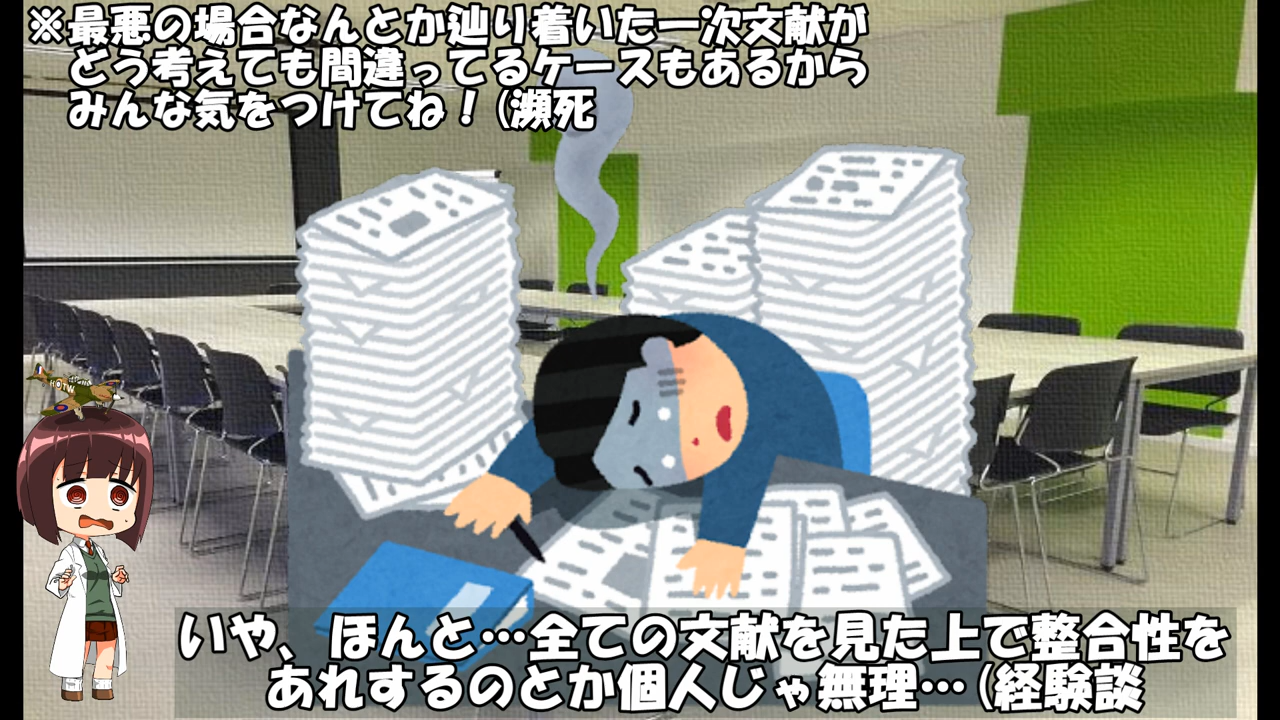 ※最悪の場合なんとか辿り着いた一次文献が
どう考えても間違ってるケースもあるから
みんな気をつけてね！(瀕死
いや、ほんと…全ての文献を見た上で整合性を
あれするのとか個人じゃ無理…(経験談